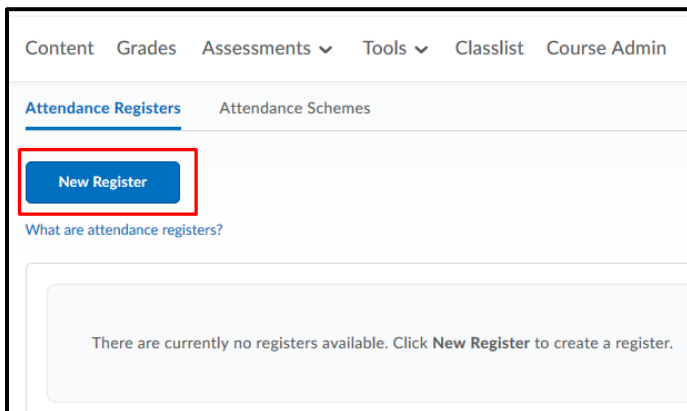 Content Grades Assessments Tools Classlist Course Admin
Attendance Registers Attendance Schemes
New Register
What are attendance registers?
There are currently no registers available. Click New Register to create a register.